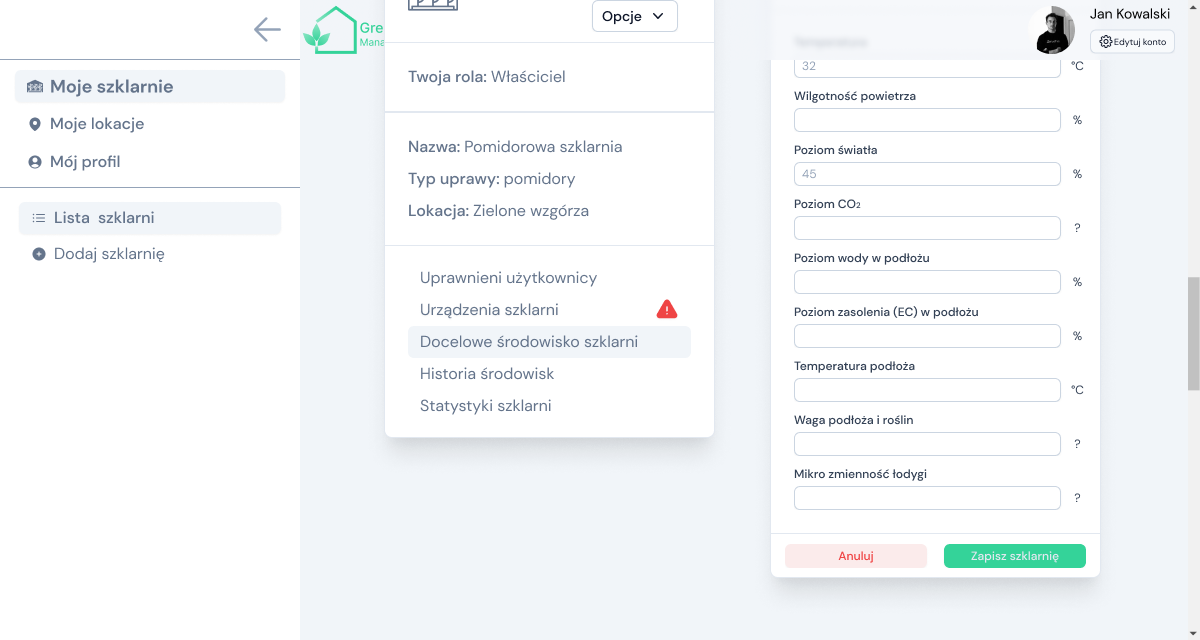 Moje szklarnie
Moje lokacje
Mój profil
Lista szklarni
Dodaj szklarnię
Gre
Mana
Opcje
Twoja rola: Właściciel
Nazwa: Pomidorowa szklarnia
Typ uprawy: pomidory
Lokacja: Zielone wzgórza
Uprawnieni użytkownicy
Urządzenia szklarni
Docelowe środowisko szklarni
Historia środowisk
Statystyki szklarni
Jan Kowalski
Edytuj konto
Temperatura
32 °C
Wilgotność powietrza
%
Poziom światła
45 %
Poziom CO₂
?
Poziom wody w podłożu
%
Poziom zasolenia (EC) w podłożu
%
Temperatura podłoża
°C
Waga podłoża i roślin
?
Mikro zmienność łodygi
?
Anuluj
Zapisz szklarnię